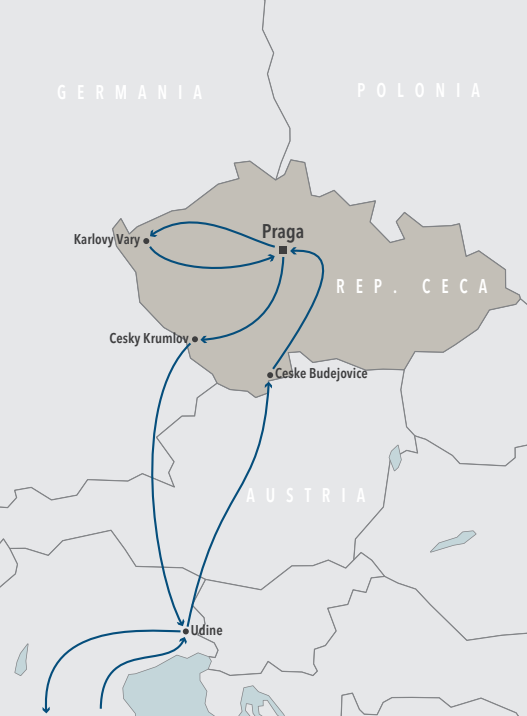 GERMANIA
POLONIA
Praga
Karlovy Vary
REP. CECA
Cesky Krumlov
Ceske Budejovice
AUSTRIA
Udine